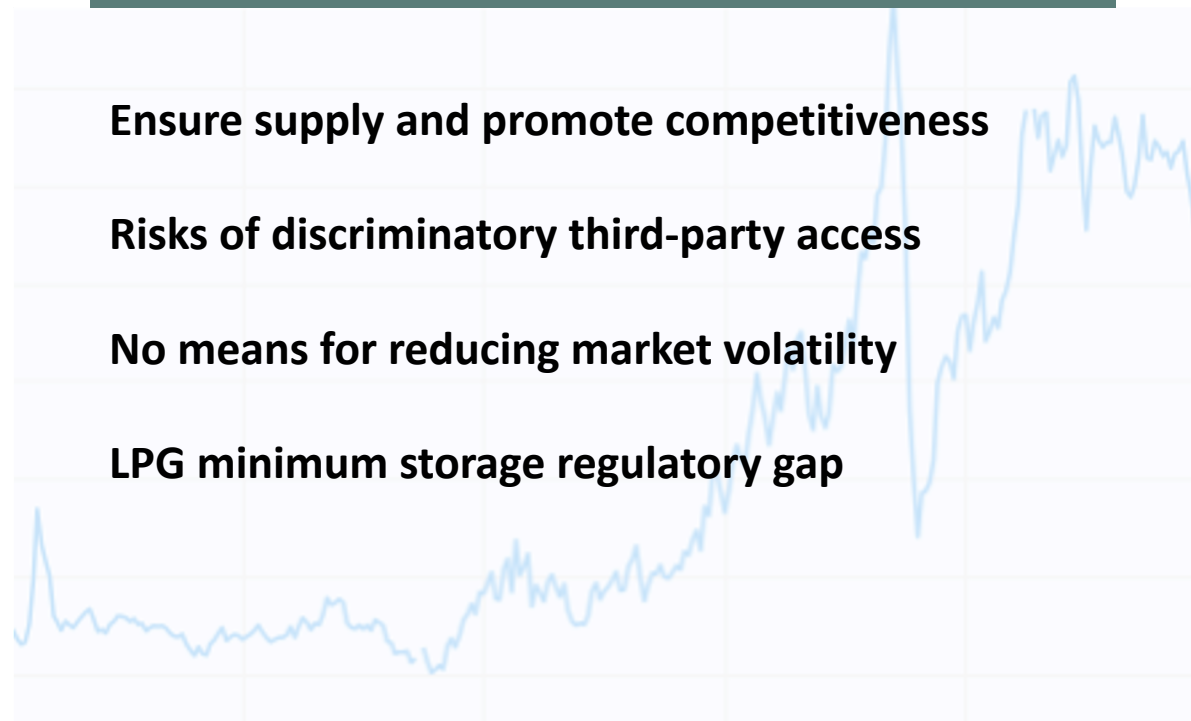 Ensure supply and promote competitiveness
Risks of discriminatory third-party access
No means for reducing market volatility
LPG minimum storage regulatory gap